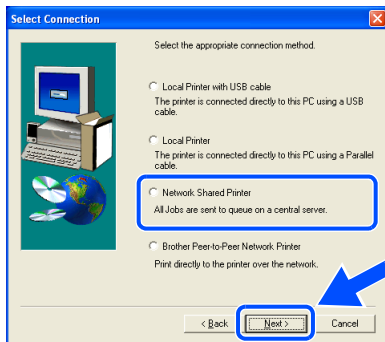 Select Connection
Select the appropriate connection method.
Local Printer with USB cable
The printer is connected directly to this PC using a USB
cable.
Local Printer
The printer is connected directly to this PC using a Parallel
cable.
Network Shared Printer
All Jobs are sent to queue on a central server.
Brother Peer-to-Peer Network Printer
Print directly to the printer over the network.
< Back Next > Cancel